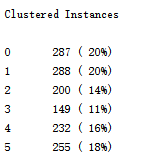 Clustered Instances
0 287 ( 20%)
1 288 ( 20%)
2 200 ( 14%)
3 149 ( 11%)
4 232 ( 16%)
5 255 ( 18%)